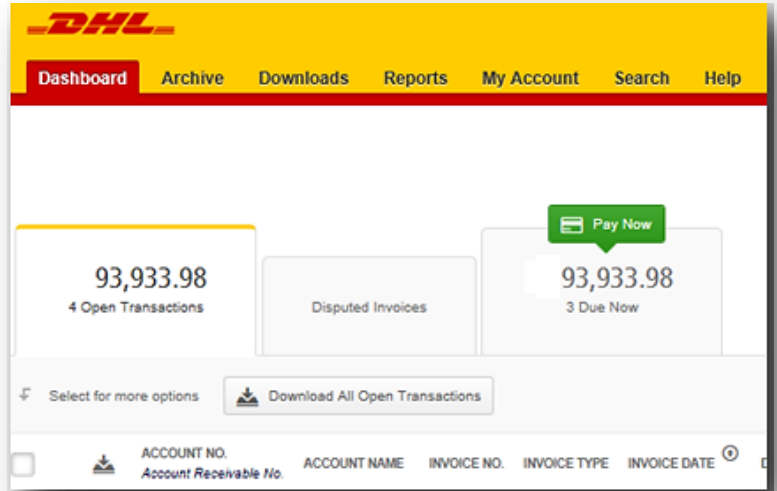 DHL
Dashboard Archive Downloads Reports My Account Search Help
Pay Now
93,933.98 93,933.98
4 Open Transactions Disputed Invoices 3 Due Now
Select for more options Download All Open Transactions
ACCOUNT NO. ACCOUNT NAME INVOICE NO. INVOICE TYPE INVOICE DATE
Account Receivable No.